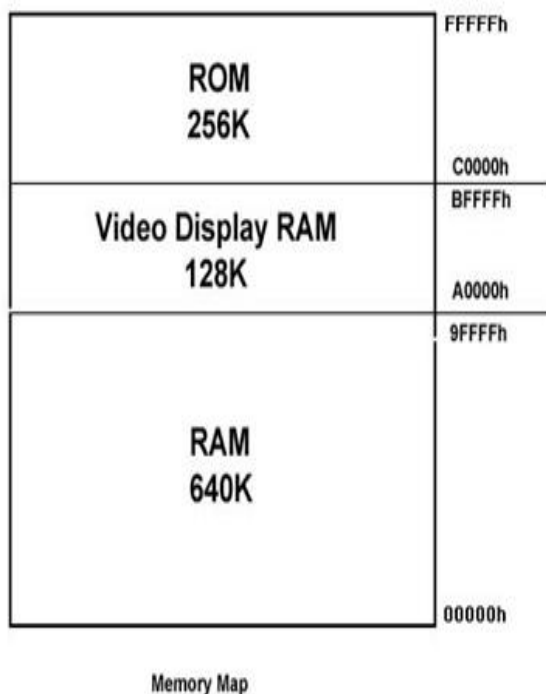 FFFFFh
ROM
256K
C0000h
BFFFFh
Video Display RAM
128K
A0000h
9FFFFh
RAM
640K
00000h
Memory Map